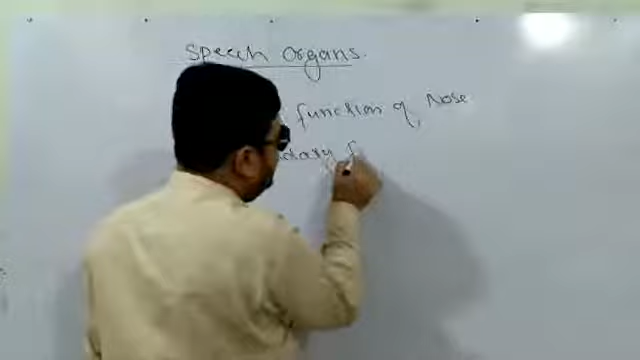 Speech Organs.
function of Nose